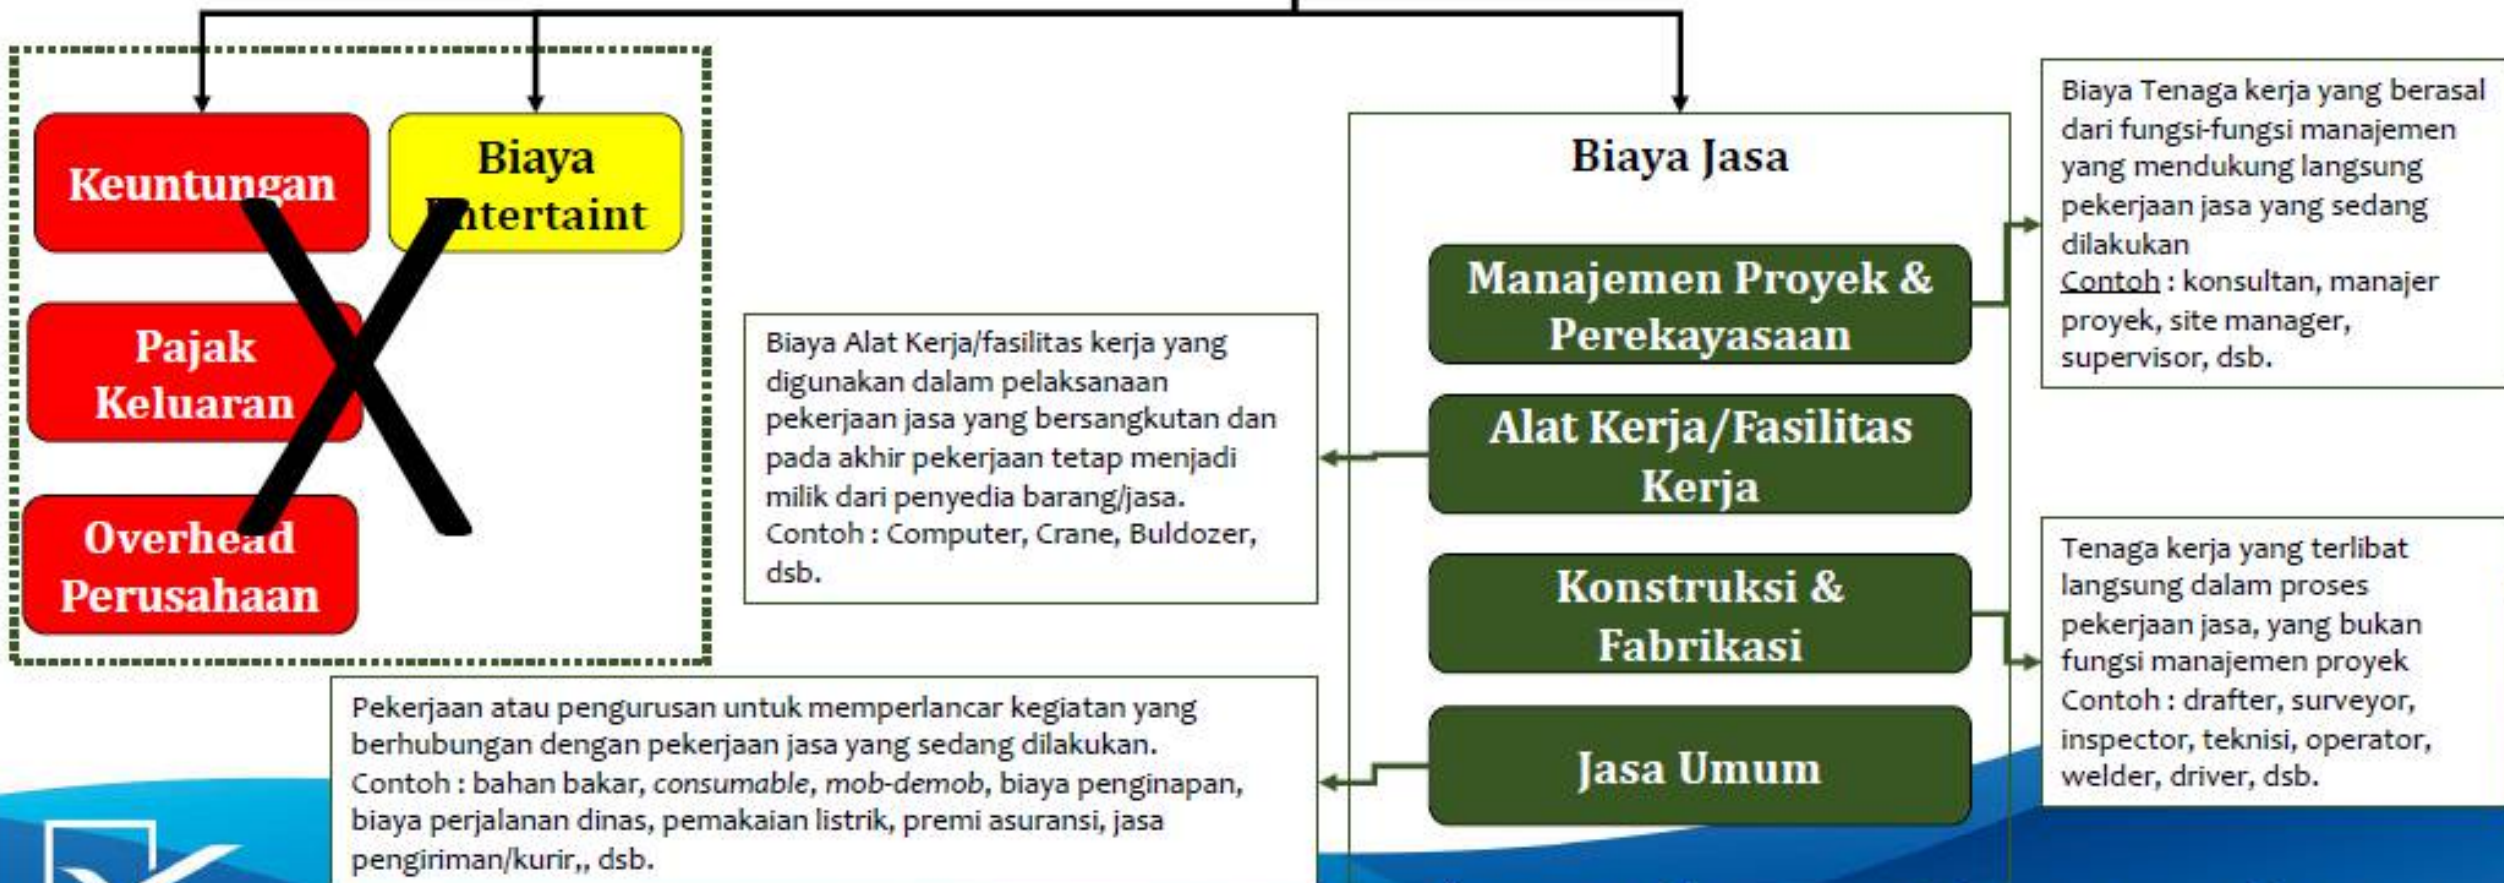 Keuntungan
Biaya
Entertaint
Pajak
Keluaran
Overhead
Perusahaan
Biaya Jasa
Manajemen Proyek &
Perekayasaan
Alat Kerja/Fasilitas
Kerja
Konstruksi &
Fabrikasi
Jasa Umum
Biaya Tenaga kerja yang berasal
dari fungsi-fungsi manajemen
yang mendukung langsung
pekerjaan jasa yang sedang
dilakukan
Contoh : konsultan, manajer
proyek, site manager,
supervisor, dsb.
Biaya Alat Kerja/fasilitas kerja yang
digunakan dalam pelaksanaan
pekerjaan jasa yang bersangkutan dan
pada akhir pekerjaan tetap menjadi
milik dari penyedia barang/jasa.
Contoh : Computer, Crane, Buldozer,
dsb.
Tenaga kerja yang terlibat
langsung dalam proses
pekerjaan jasa, yang bukan
fungsi manajemen proyek
Contoh : drafter, surveyor,
inspector, teknisi, operator,
welder, driver, dsb.
Pekerjaan atau pengurusan untuk memperlancar kegiatan yang
berhubungan dengan pekerjaan jasa yang sedang dilakukan.
Contoh : bahan bakar, consumable, mob-demob, biaya penginapan,
biaya perjalanan dinas, pemakaian listrik, premi asuransi, jasa
pengiriman/kurir,, dsb.